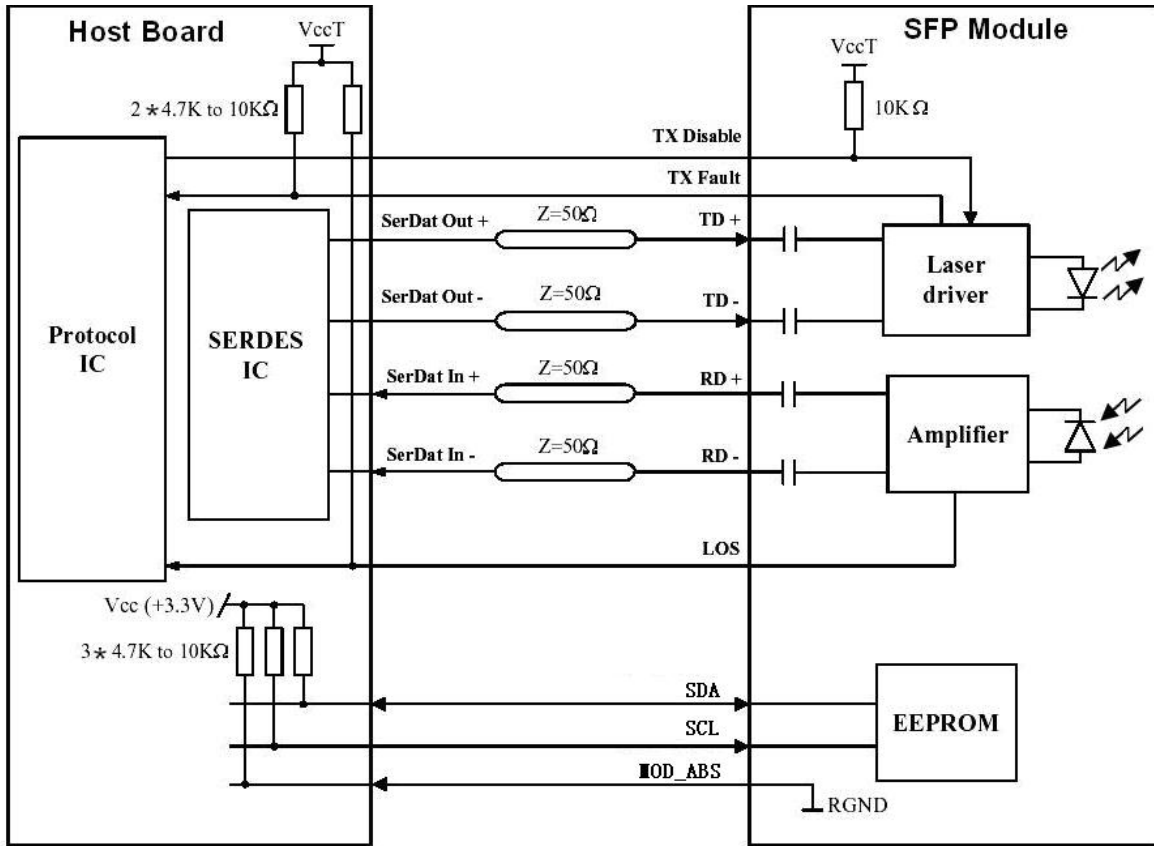 Host Board
SFP Module
VccT
VccT
2*4.7K to 10KΩ
10KΩ
TX Disable
TX Fault
SerDat Out +
Z=50Ω
TD +
Laser
driver
SerDat Out -
Z=50Ω
TD -
Protocol
IC
SERDES
IC
SerDat In +
Z=50Ω
RD +
Amplifier
SerDat In -
Z=50Ω
RD -
LOS
Vcc (+3.3V)
3* 4.7K to 10KΩ
SDA
EEPROM
SCL
MOD_ABS
RGND